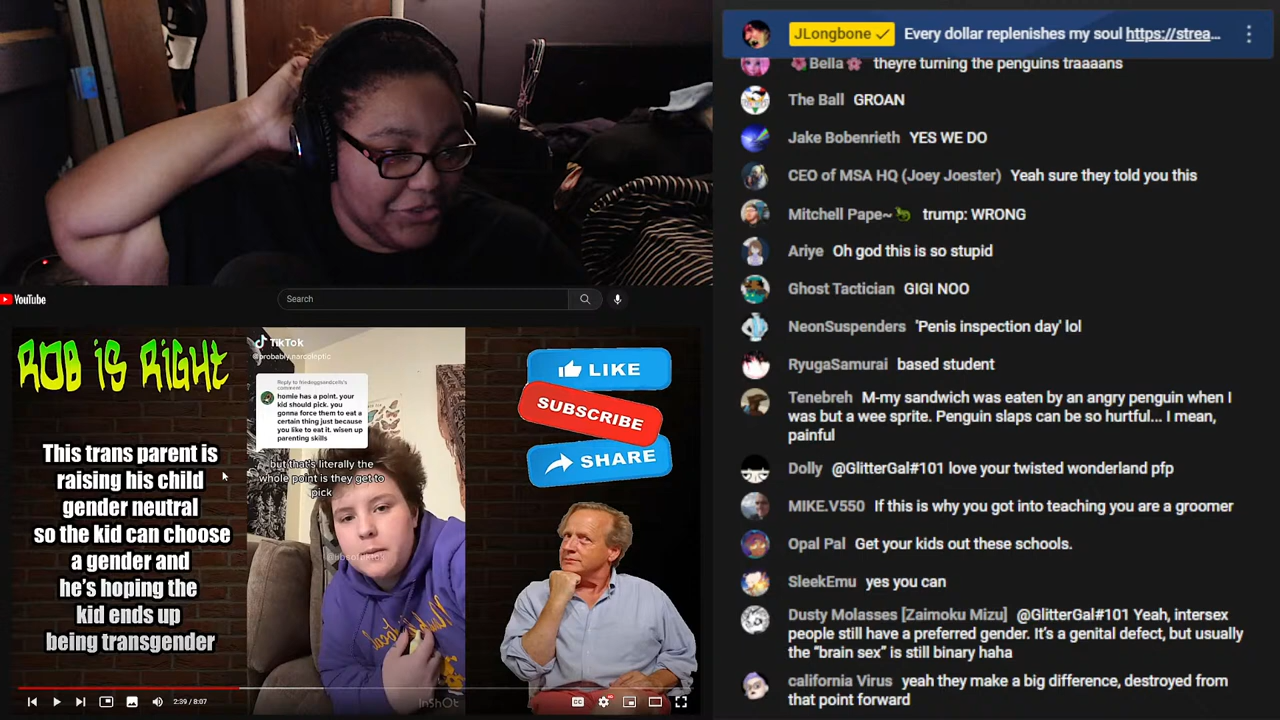 JLongbone Every dollar replenishes my soul https://strea...
Bella theyre turning the penguins traaaans
The Ball GROAN
Jake Bobenrieth YES WE DO
CEO of MSA HQ (Joey Joester) Yeah sure they told you this
Mitchell Pape~ trump: WRONG
Ariye Oh god this is so stupid
Ghost Tactician GIGI NOO
NeonSuspenders 'Penis inspection day' lol
RyugaSamurai based student
Tenebreh M-my sandwich was eaten by an angry penguin when I
was but a wee sprite. Penguin slaps can be so hurtful... I mean,
painful
Dolly @GlitterGal#101 love your twisted wonderland pfp
MIKE.V550 If this is why you got into teaching you are a groomer
Opal Pal Get your kids out these schools.
SleekEmu yes you can
Dusty Molasses [Zaimoku Mizu] @GlitterGal#101 Yeah, intersex
people still have a preferred gender. It's a genital defect, but usually
the “brain sex” is still binary haha
california Virus yeah they make a big difference, destroyed from
that point forward
YouTube
Search
ROB iS RiGHT
This trans parent is
raising his child
gender neutral
so the kid can choose
a gender and
he's hoping the
kid ends up
being transgender
TikTok
@probably.narcoleptic
comment
homie has a point, your
kid should pick. you
gonna force them to eat a
certain thing just because
you like to eat it. wisen up
parenting skills
but that's literally the
whole point is they get to
pick
LIKE
SUBSCRIBE
SHARE
InShOt
2:39 / 8:07
CC